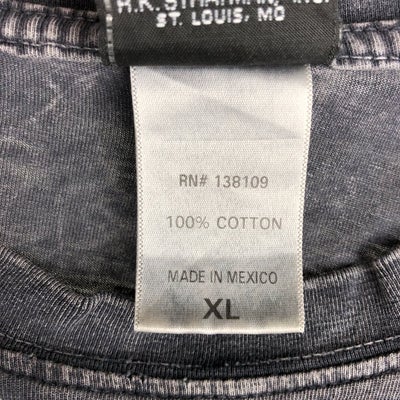 ST. LOUIS, MO
RN# 138109
100% COTTON
MADE IN MEXICO
XL